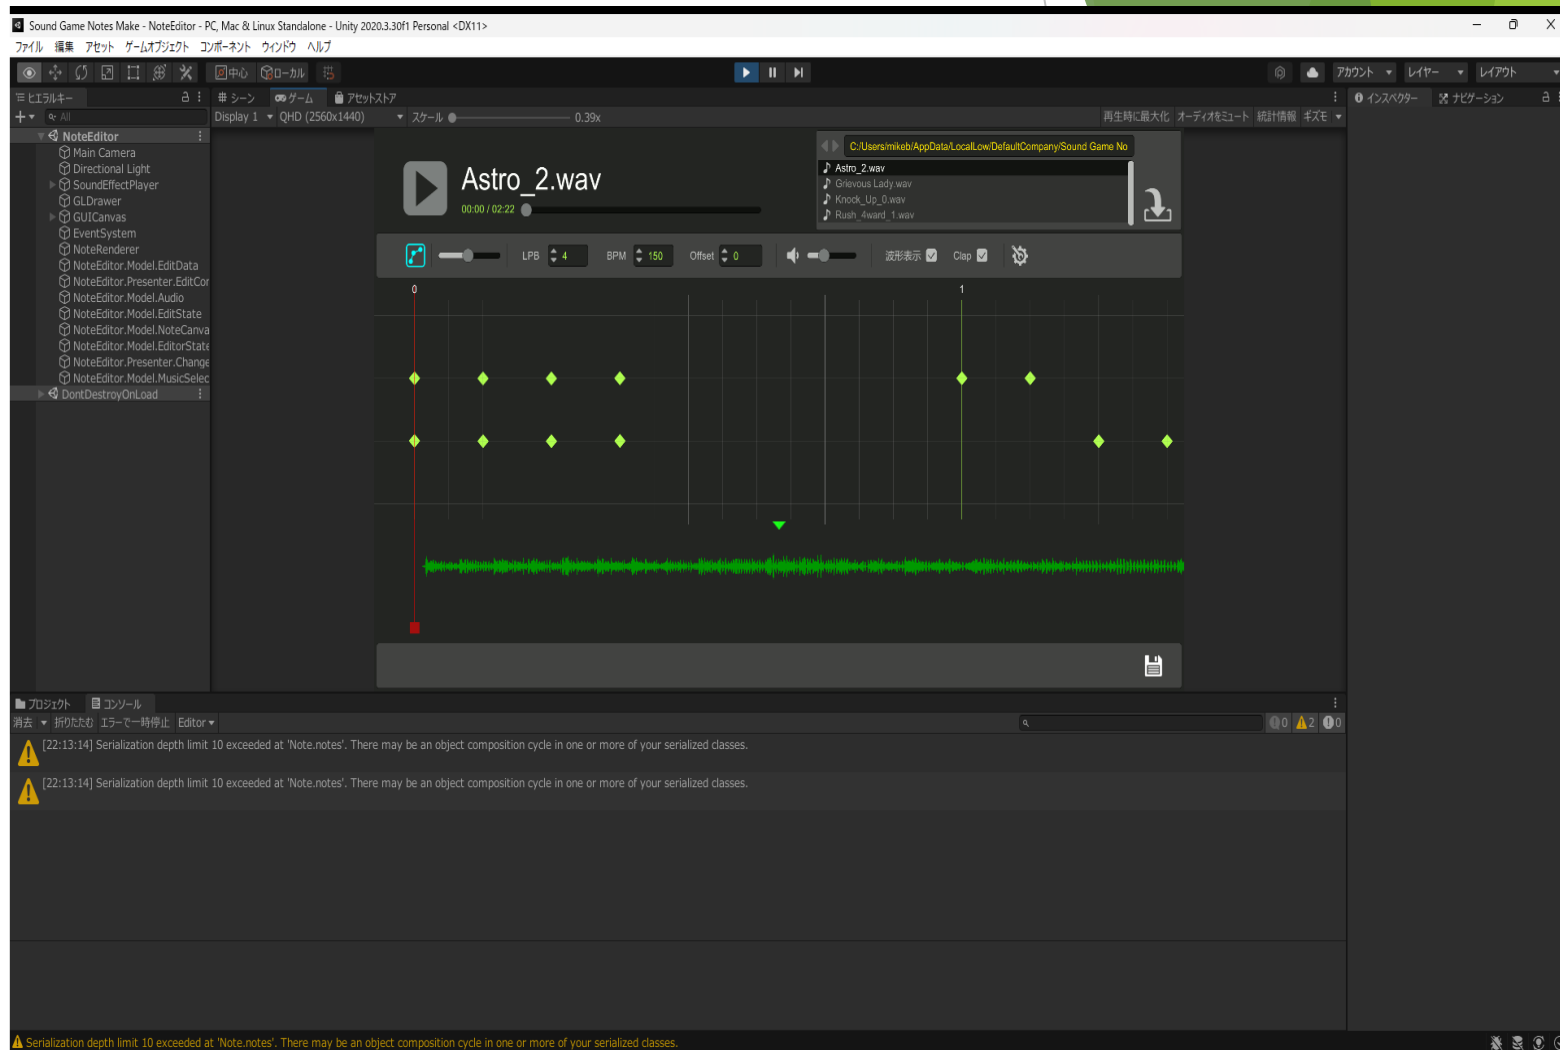 Sound Game Notes Make - NoteEditor - PC, Mac & Linux Standalone - Unity 2020.3.30f1 Personal <DX11>
ファイル 編集 アセット ゲームオブジェクト コンポーネント ウィンドウ ヘルプ
中心 ローカル アカウント レイヤー レイアウト
ヒエラルキー シーン ゲーム アセットストア インスペクター ナビゲーション
All Display 1 QHD (2560x1440) スケール 0.39x 再生時に最大化 オーディオをミュート 統計情報 ギズモ
NoteEditor
Main Camera
Directional Light
SoundEffectPlayer
GLDrawer
GUICanvas
EventSystem
NoteRenderer
NoteEditor.Model.EditData
NoteEditor.Presenter.EditCor
NoteEditor.Model.Audio
NoteEditor.Model.EditState
NoteEditor.Model.NoteCanva
NoteEditor.Model.EditorState
NoteEditor.Presenter.Change
NoteEditor.Model.MusicSelec
DontDestroyOnLoad
Astro_2.wav
00:00 / 02:22
C:/Users/mikeb/AppData/LocalLow/DefaultCompany/Sound Game No
Astro_2.wav
Grievous Lady.wav
Knock_Up_0.wav
Rush_4ward_1.wav
LPB 4 BPM 150 Offset 0 波形表示 Clap
0 1
プロジェクト コンソール
消去 折りたたむ エラーで一時停止 Editor 0 2 0
[22:13:14] Serialization depth limit 10 exceeded at 'Note.notes'. There may be an object composition cycle in one or more of your serialized classes.
[22:13:14] Serialization depth limit 10 exceeded at 'Note.notes'. There may be an object composition cycle in one or more of your serialized classes.
Serialization depth limit 10 exceeded at 'Note.notes'. There may be an object composition cycle in one or more of your serialized classes.